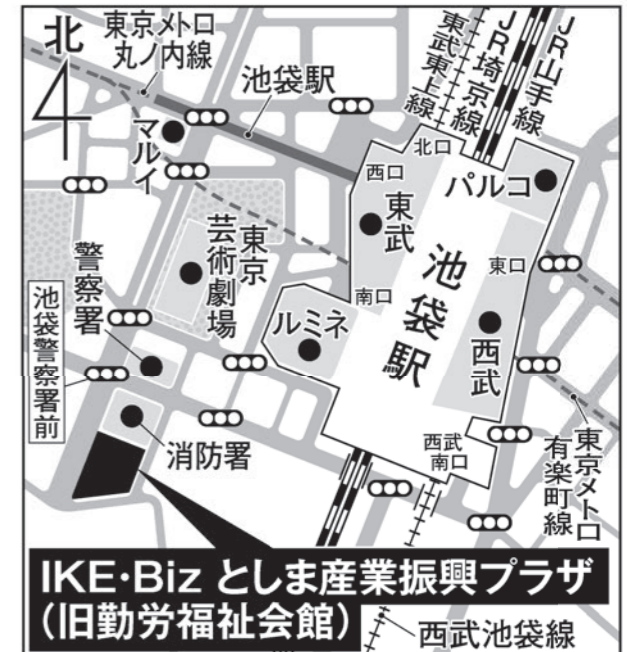 北
東京メトロ
丸ノ内線
池袋駅
東武東上線
JR埼京線
JR山手線
マルイ
北口
西口
パルコ
東武
東京
芸術劇場
池袋駅
東口
警察署
南口
ルミネ
西武
池袋警察署前
消防署
西武
南口
東京メトロ
有楽町線
IKE・Biz としま産業振興プラザ
(旧勤労福祉会館)
西武池袋線